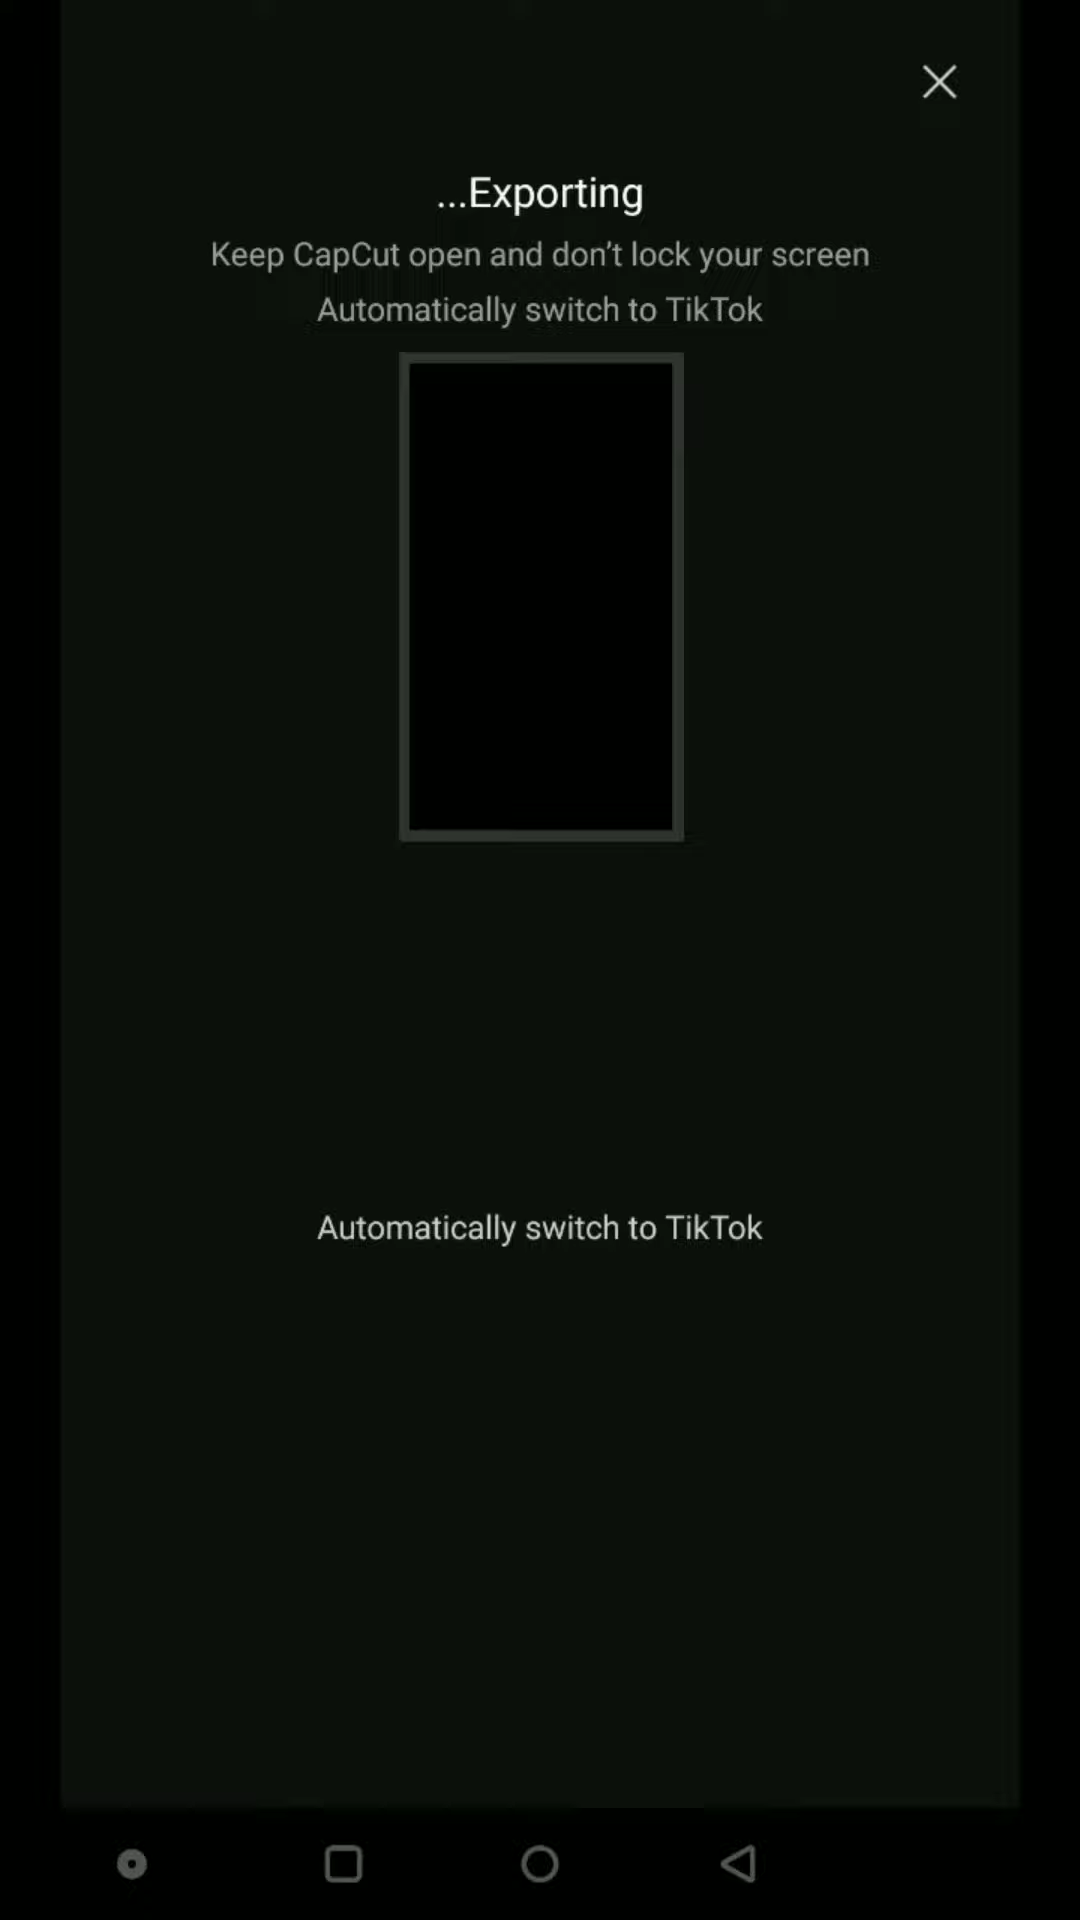 ...Exporting
Keep CapCut open and don’t lock your screen
Automatically switch to TikTok
Automatically switch to TikTok